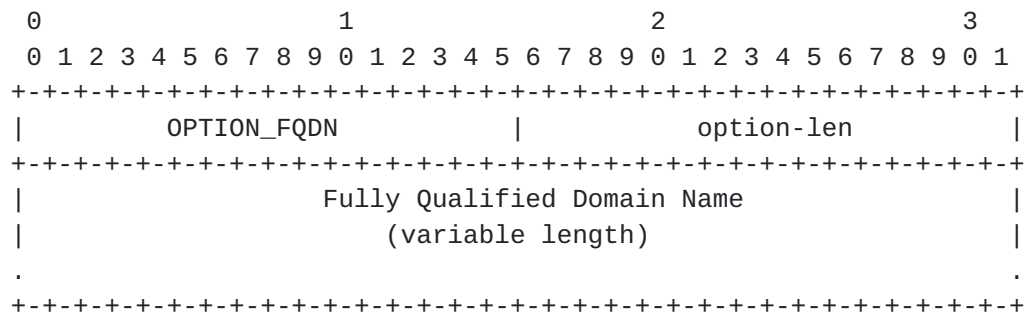 0                   1                   2                   3
 0 1 2 3 4 5 6 7 8 9 0 1 2 3 4 5 6 7 8 9 0 1 2 3 4 5 6 7 8 9 0 1
+-+-+-+-+-+-+-+-+-+-+-+-+-+-+-+-+-+-+-+-+-+-+-+-+-+-+-+-+-+-+-+-+
|         OPTION_FQDN           |           option-len          |
+-+-+-+-+-+-+-+-+-+-+-+-+-+-+-+-+-+-+-+-+-+-+-+-+-+-+-+-+-+-+-+-+
|                   Fully Qualified Domain Name                 |
|                       (variable length)                       |
.                                                               .
+-+-+-+-+-+-+-+-+-+-+-+-+-+-+-+-+-+-+-+-+-+-+-+-+-+-+-+-+-+-+-+-+